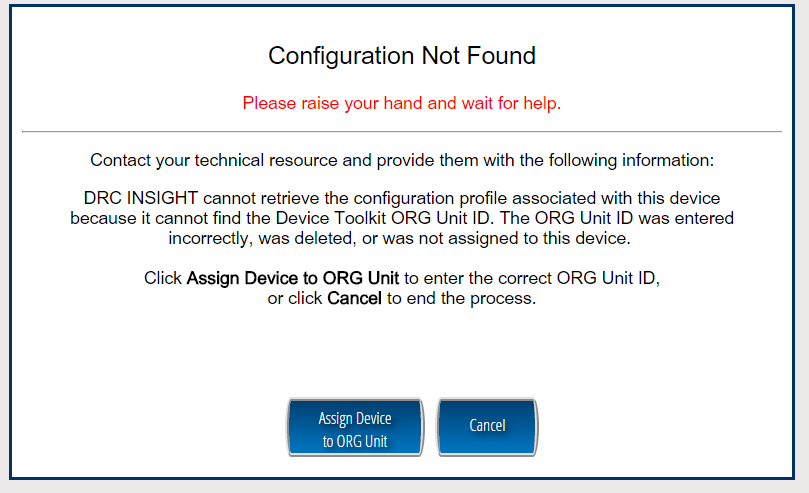 Configuration Not Found
Please raise your hand and wait for help.
Contact your technical resource and provide them with the following information:
DRC INSIGHT cannot retrieve the configuration profile associated with this device
because it cannot find the Device Toolkit ORG Unit ID. The ORG Unit ID was entered
incorrectly, was deleted, or was not assigned to this device.
Click Assign Device to ORG Unit to enter the correct ORG Unit ID,
or click Cancel to end the process.
Assign Device
to ORG Unit
Cancel